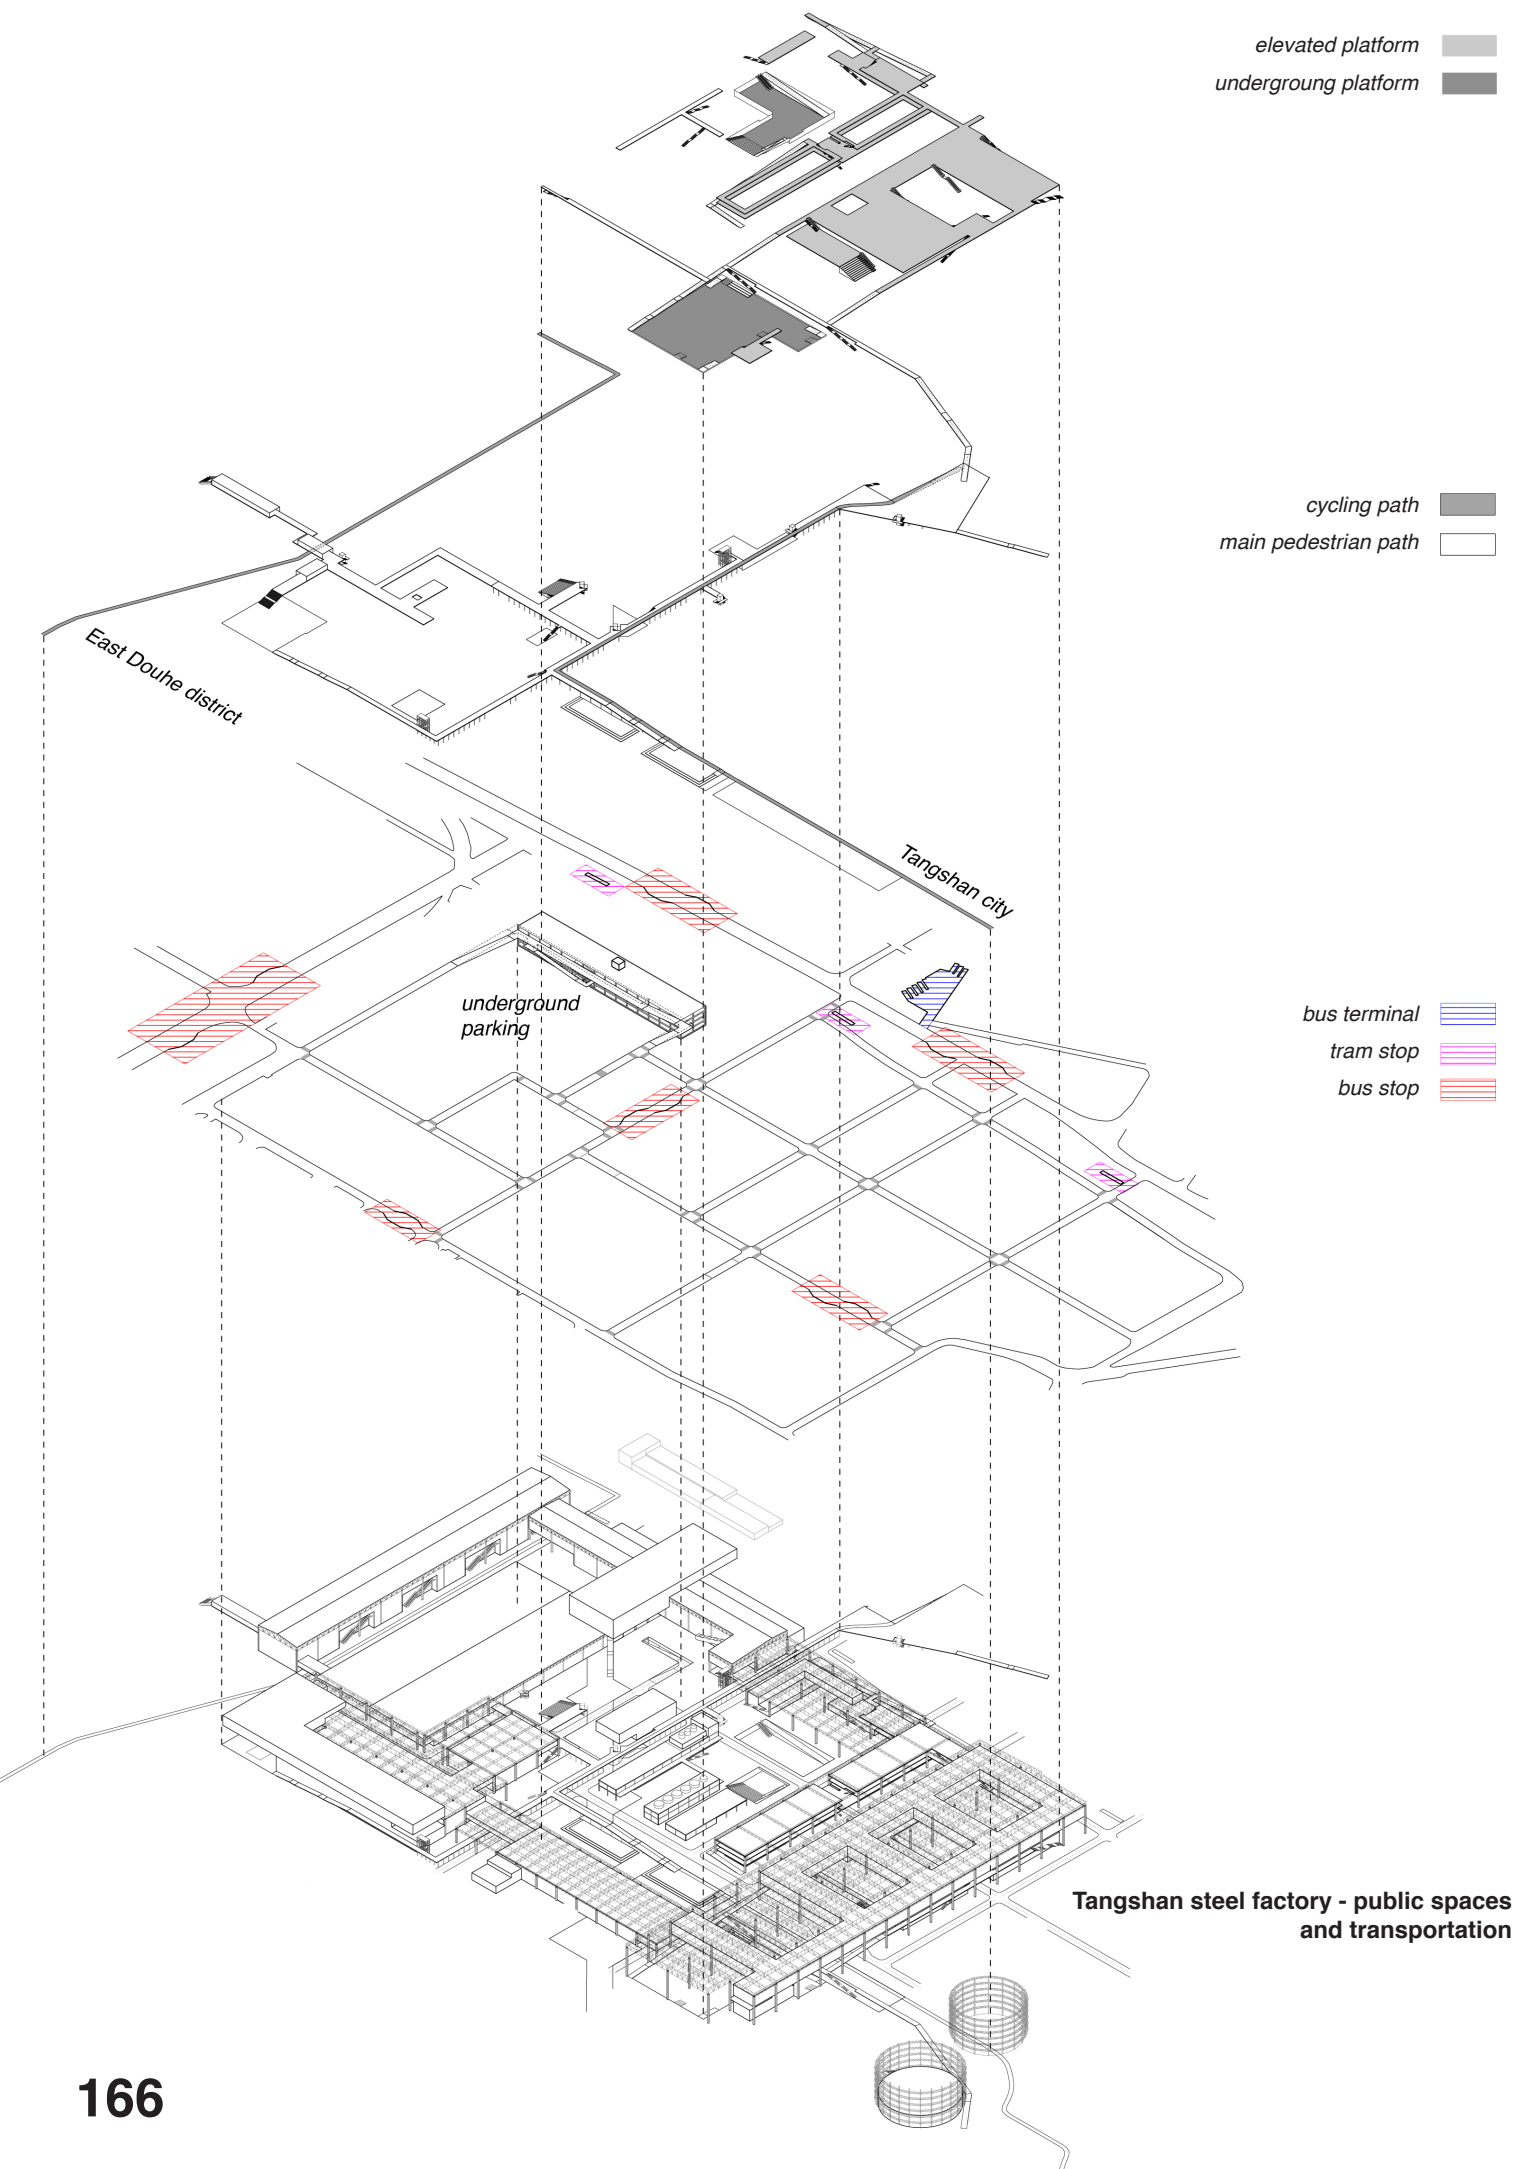 elevated platform
undergroung platform
cycling path
main pedestrian path
East Douhe district
Tangshan city
underground
parking
bus terminal
tram stop
bus stop
Tangshan steel factory - public spaces
and transportation
166